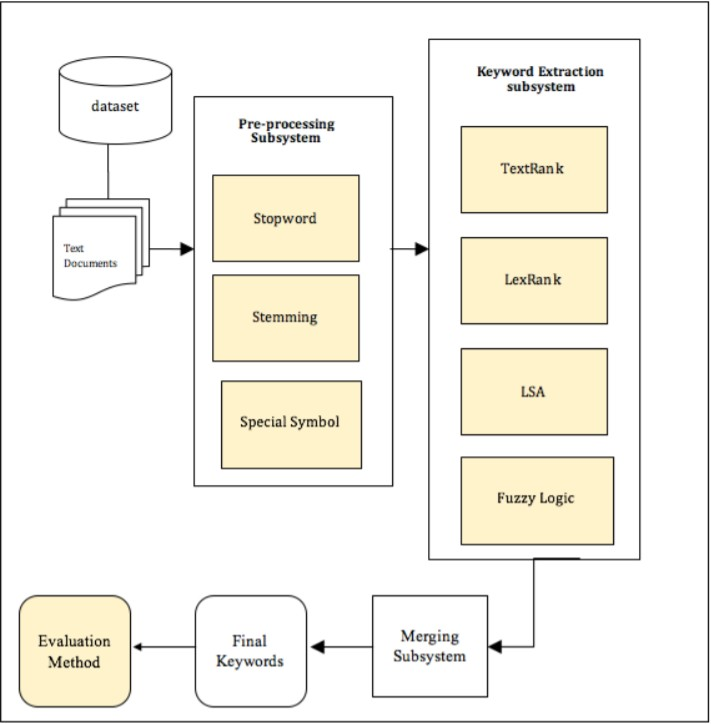 dataset
Text
Documents
Pre-processing
Subsystem
Stopword
Stemming
Special Symbol
Keyword Extraction
subsystem
TextRank
LexRank
LSA
Fuzzy Logic
Merging
Subsystem
Final
Keywords
Evaluation
Method